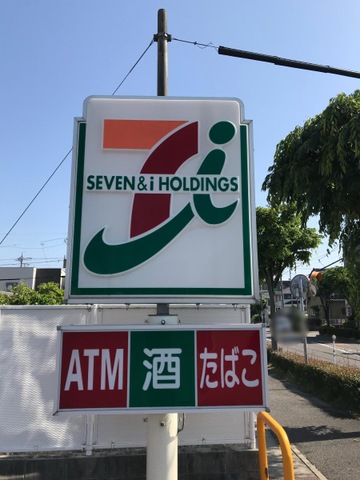 SEVEN & i HOLDINGS
ATM 酒 たばこ